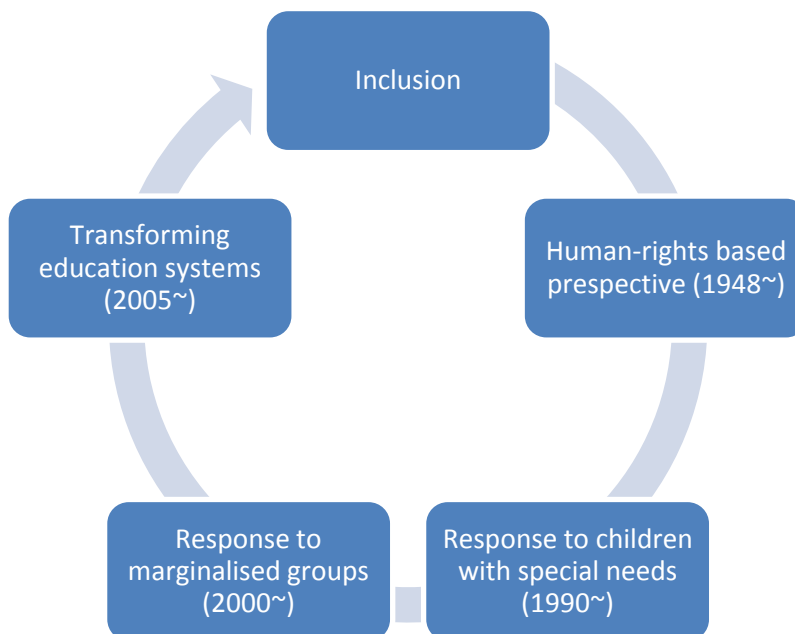 Inclusion
Human-rights based
prespective (1948~)
Response to children
with special needs
(1990~)
Response to
marginalised groups
(2000~)
Transforming
education systems
(2005~)